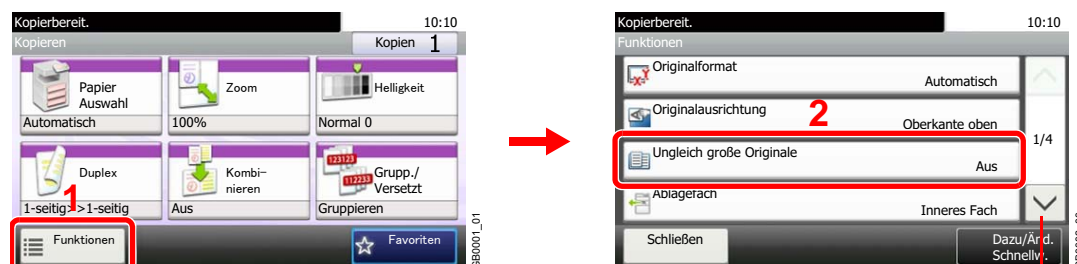 Kopierbereit.
10:10
Kopieren
Kopien 1
Papier
Auswahl
Automatisch
Zoom
100%
Helligkeit
Normal 0
Duplex
1-seitig>>1-seitig
Kombi-
nieren
Aus
123123
112233
Grupp./
Versetzt
Gruppieren
1
Funktionen
Favoriten
Kopierbereit.
10:10
Funktionen
Originalformat
Automatisch
Originalausrichtung
2
Oberkante oben
1/4
Ungleich große Originale
Aus
Ablagefach
Inneres Fach
Schließen
Dazu/Änd.
Schnellw.